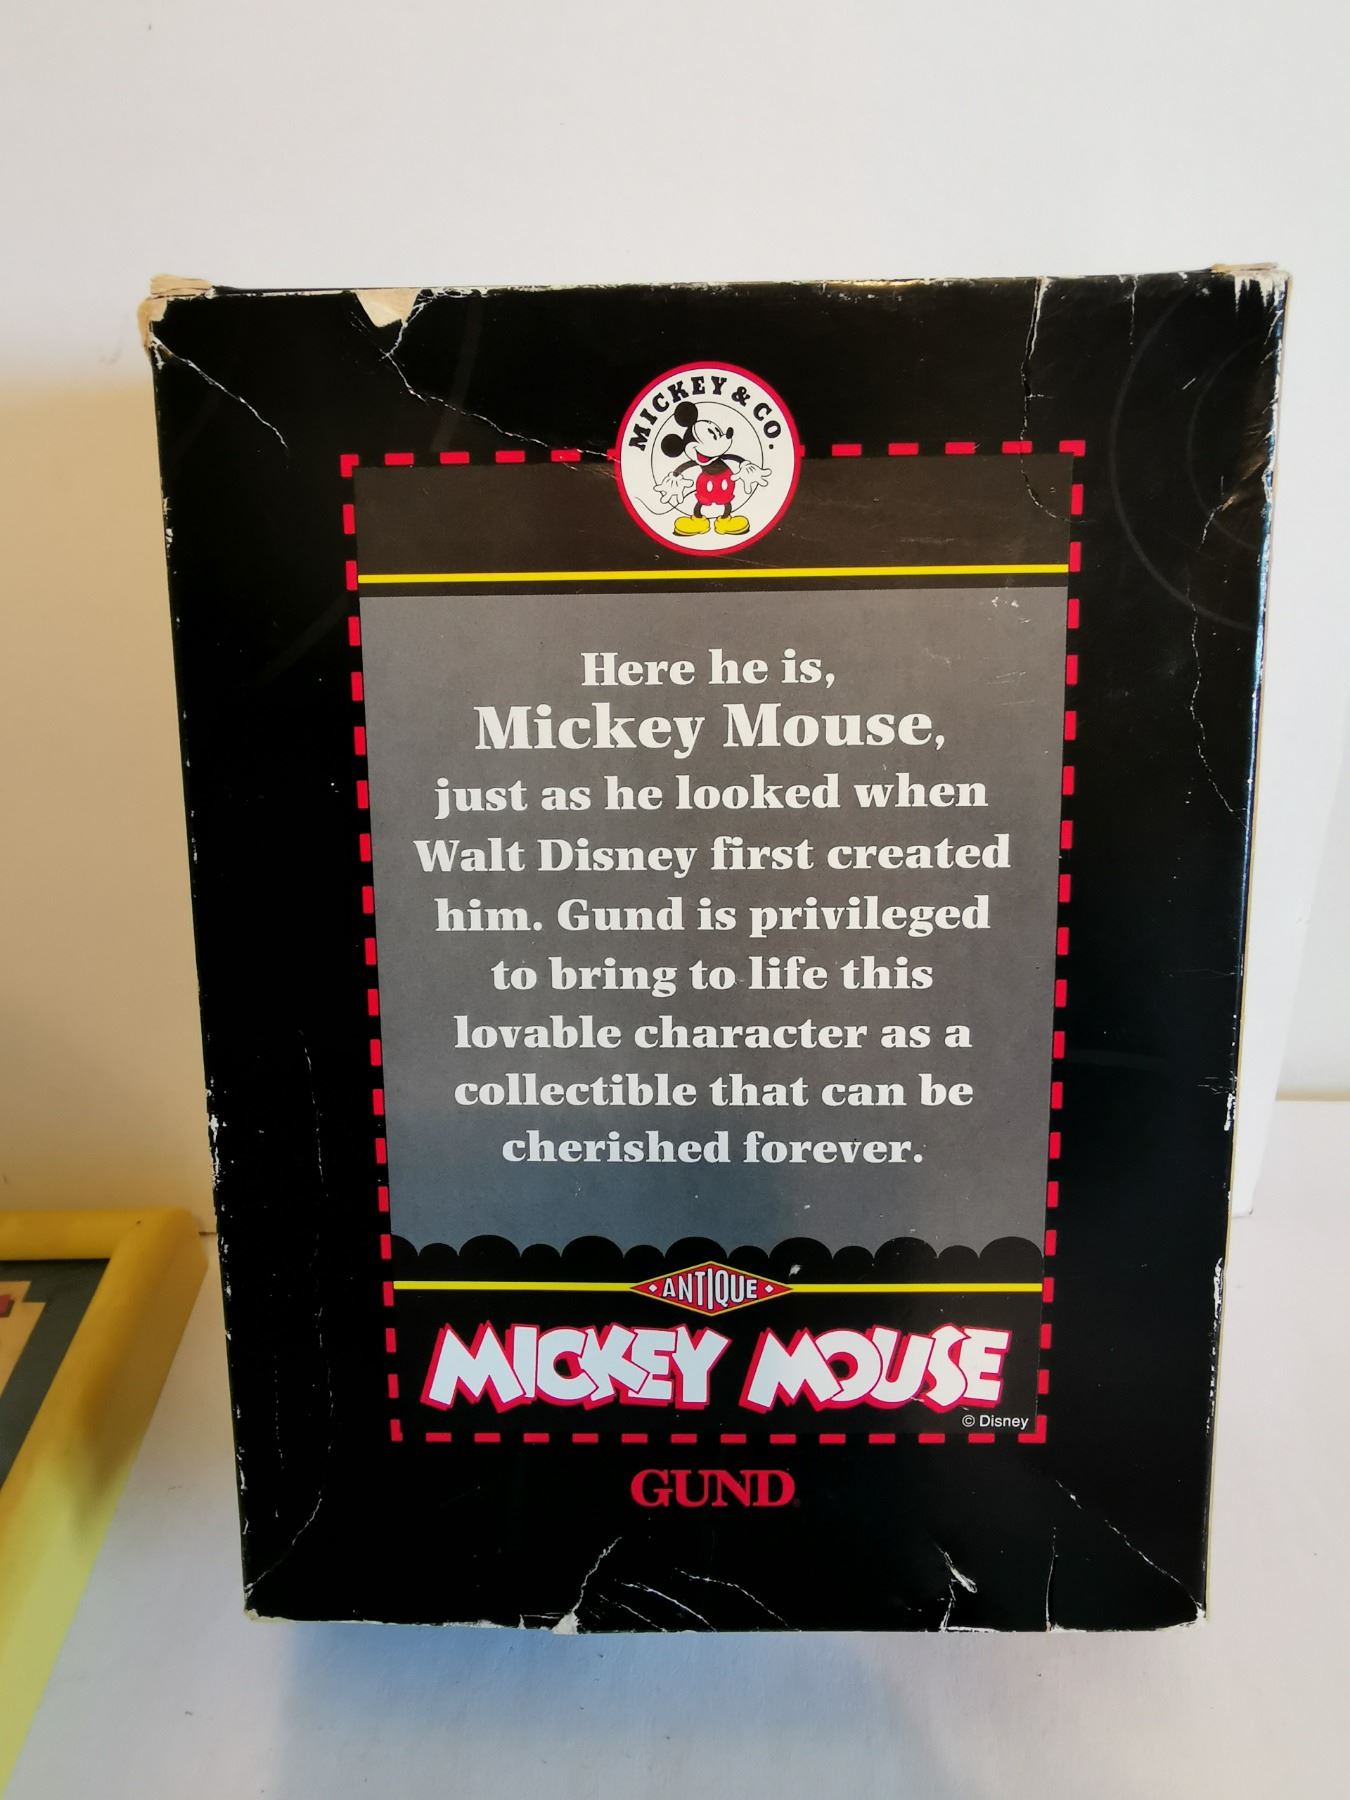 MICKEY & CO.
Here he is,
Mickey Mouse,
just as he looked when
Walt Disney first created
him. Gund is privileged
to bring to life this
lovable character as a
collectible that can be
cherished forever.
ANTIQUE
MICKEY MOUSE
© Disney
GUND